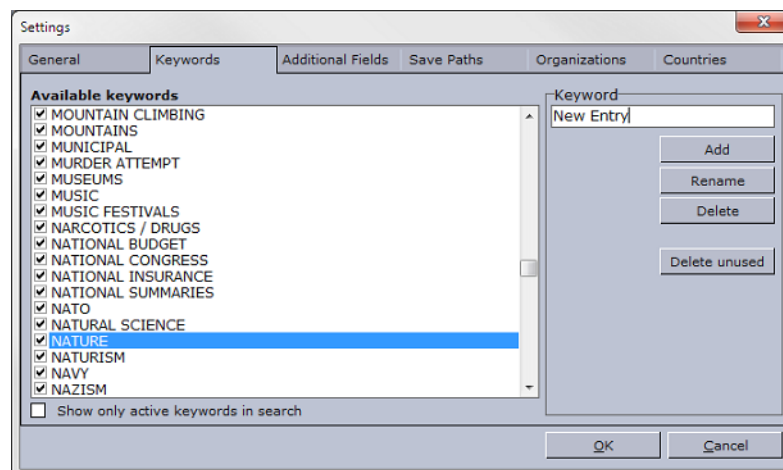 Settings
General
Keywords
Additional Fields
Save Paths
Organizations
Countries
Available keywords
MOUNTAIN CLIMBING
MOUNTAINS
MUNICIPAL
MURDER ATTEMPT
MUSEUMS
MUSIC
MUSIC FESTIVALS
NARCOTICS / DRUGS
NATIONAL BUDGET
NATIONAL CONGRESS
NATIONAL INSURANCE
NATIONAL SUMMARIES
NATO
NATURAL SCIENCE
NATURE
NATURISM
NAVY
NAZISM
Show only active keywords in search
Keyword
New Entry
Add
Rename
Delete
Delete unused
OK
Cancel